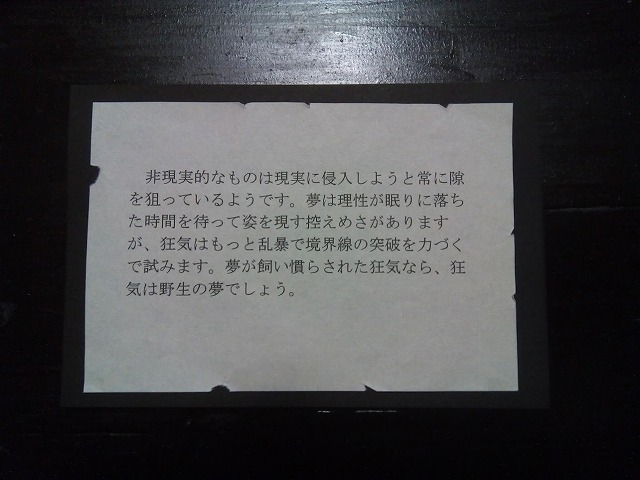 非現実的なものは現実に侵入しようと常に隙
を狙っているようです。夢は理性が眠りに落ち
た時間を待って姿を現す控えめさがあります
が、狂気はもっと乱暴で境界線の突破を力づく
で試みます。夢が飼い慣らされた狂気なら、狂
気は野生の夢でしょう。